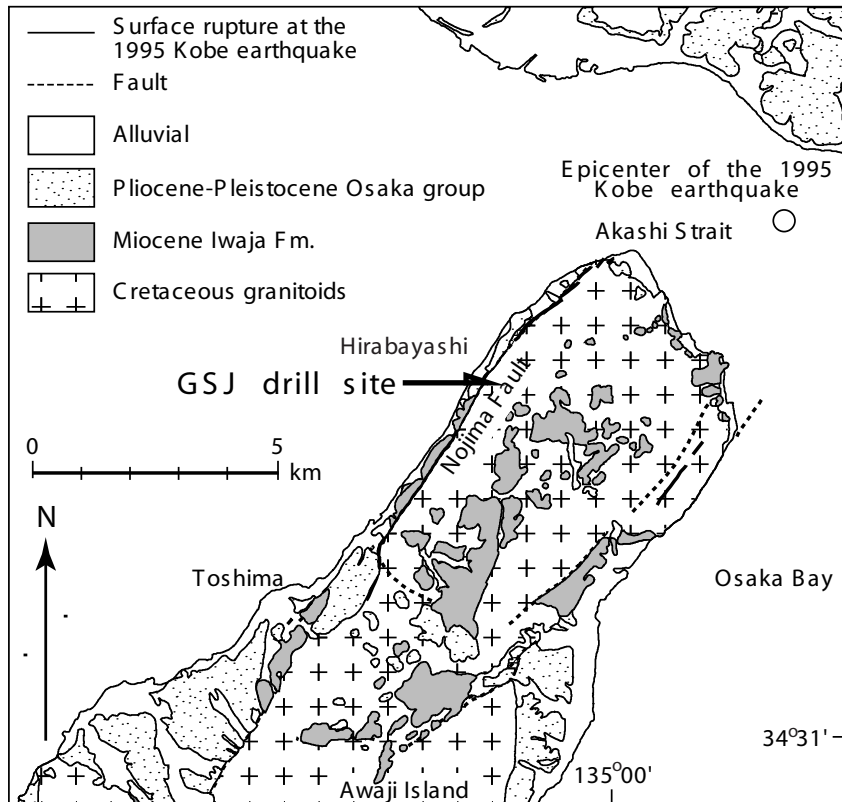 Surface rupture at the
1995 Kobe earthquake
Fault
Alluvial
Pliocene-Pleistocene Osaka group
Miocene Iwaja Fm.
Cretaceous granitoids
Epicenter of the 1995
Kobe earthquake
Akashi Strait
Hirabayashi
GSJ drill site
Nojima Fault
0 5
km
N
Toshima
Osaka Bay
34°31'
135°00'
Awaji Island